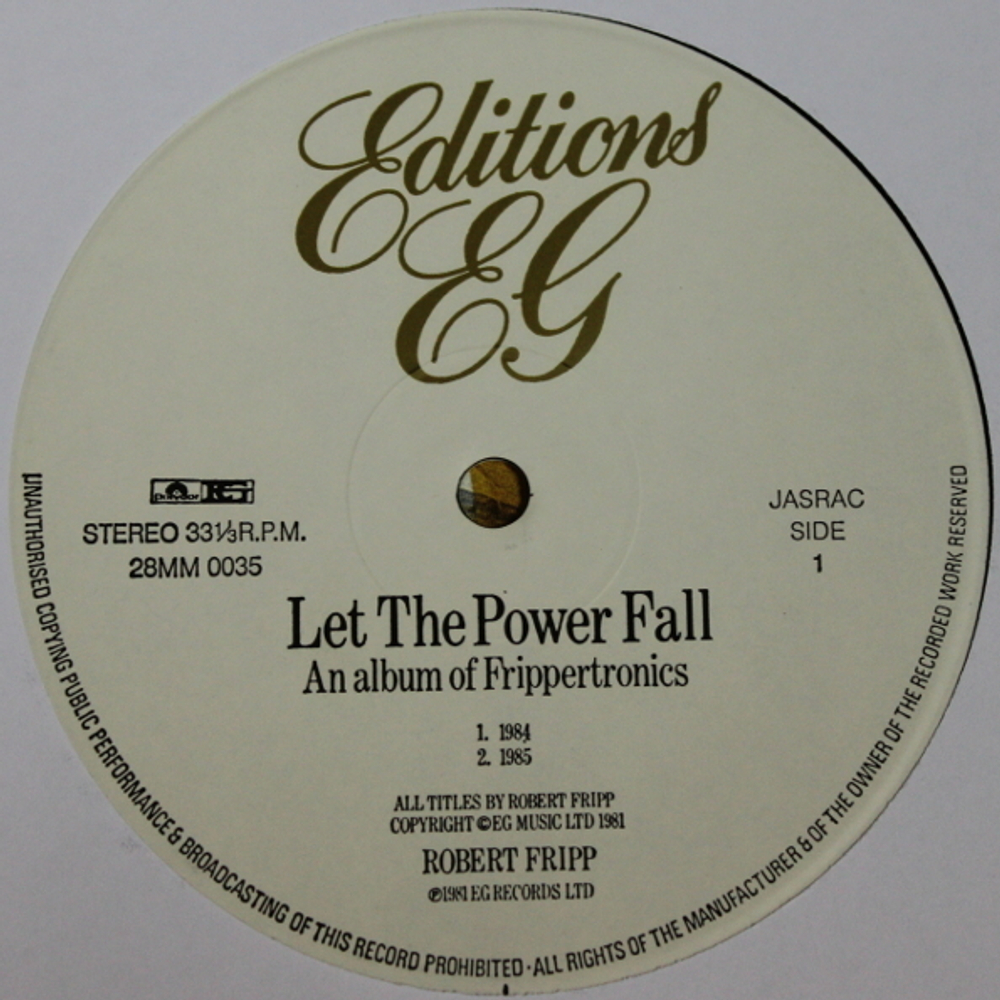 Editions
EG
polydor EG
STEREO 33⅓R.P.M.
28MM 0035
JASRAC
SIDE
1
Let The Power Fall
An album of Frippertronics
1. 1984
2. 1985
ALL TITLES BY ROBERT FRIPP
COPYRIGHT ©EG MUSIC LTD 1981
ROBERT FRIPP
℗1981 EG RECORDS LTD
UNAUTHORISED COPYING PUBLIC PERFORMANCE & BROADCASTING OF THIS RECORD PROHIBITED · ALL RIGHTS OF THE MANUFACTURER & OF THE OWNER OF THE RECORDED WORK RESERVED